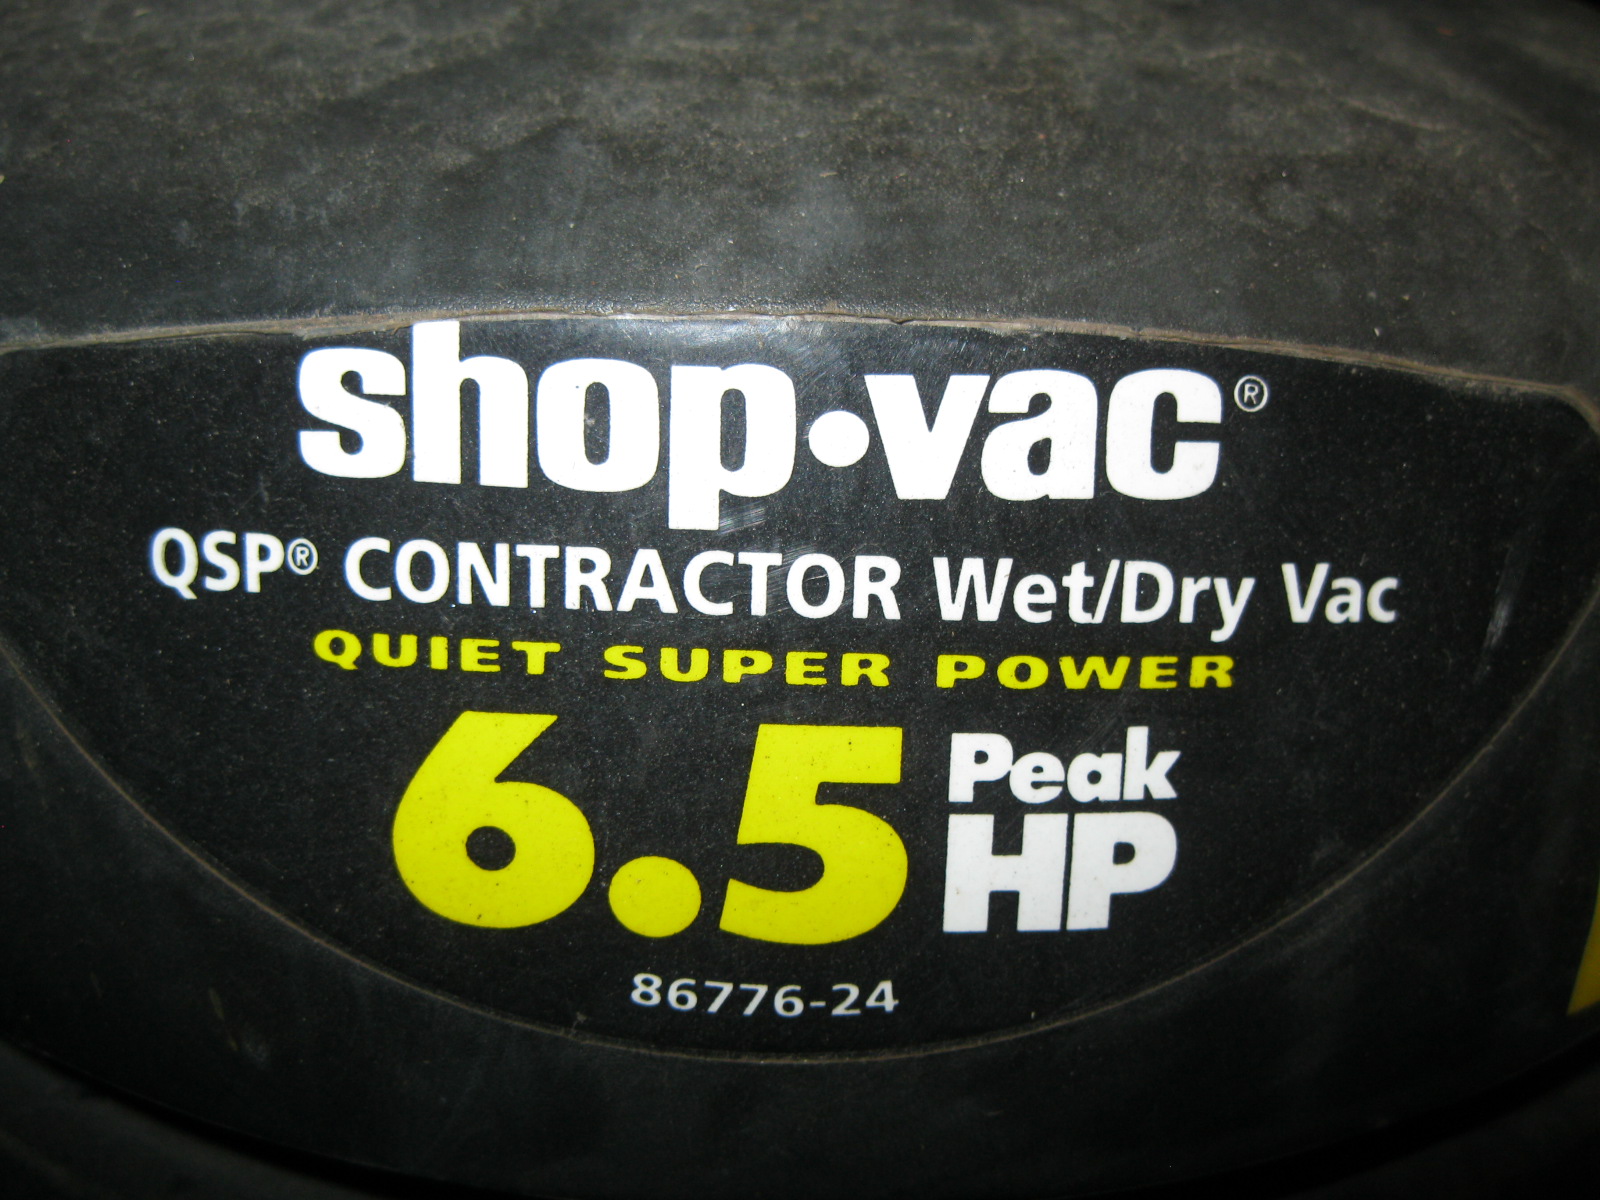 shop·vac®
QSP® CONTRACTOR Wet/Dry Vac
QUIET SUPER POWER
6.5 Peak HP
86776-24